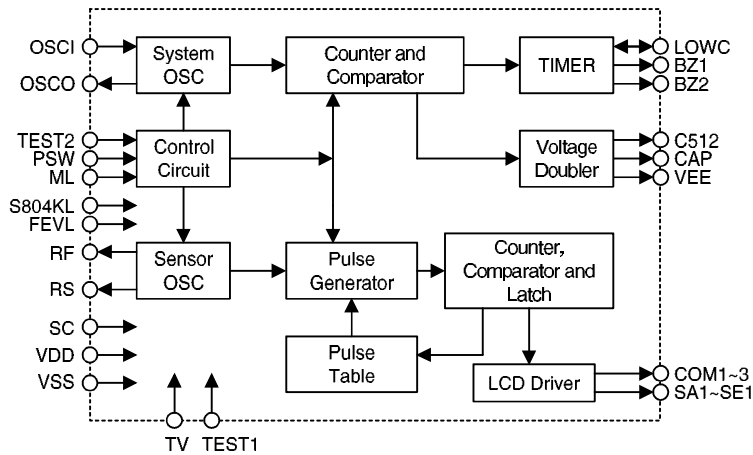 OSCI
OSCO
TEST2
PSW
ML
S804KL
FEVL
RF
RS
SC
VDD
VSS
TV
TEST1
System
OSC
Control
Circuit
Sensor
OSC
Counter and
Comparator
Pulse
Generator
Pulse
Table
Counter,
Comparator and
Latch
LCD Driver
TIMER
Voltage
Doubler
LOWC
BZ1
BZ2
C512
CAP
VEE
COM1~3
SA1~SE1